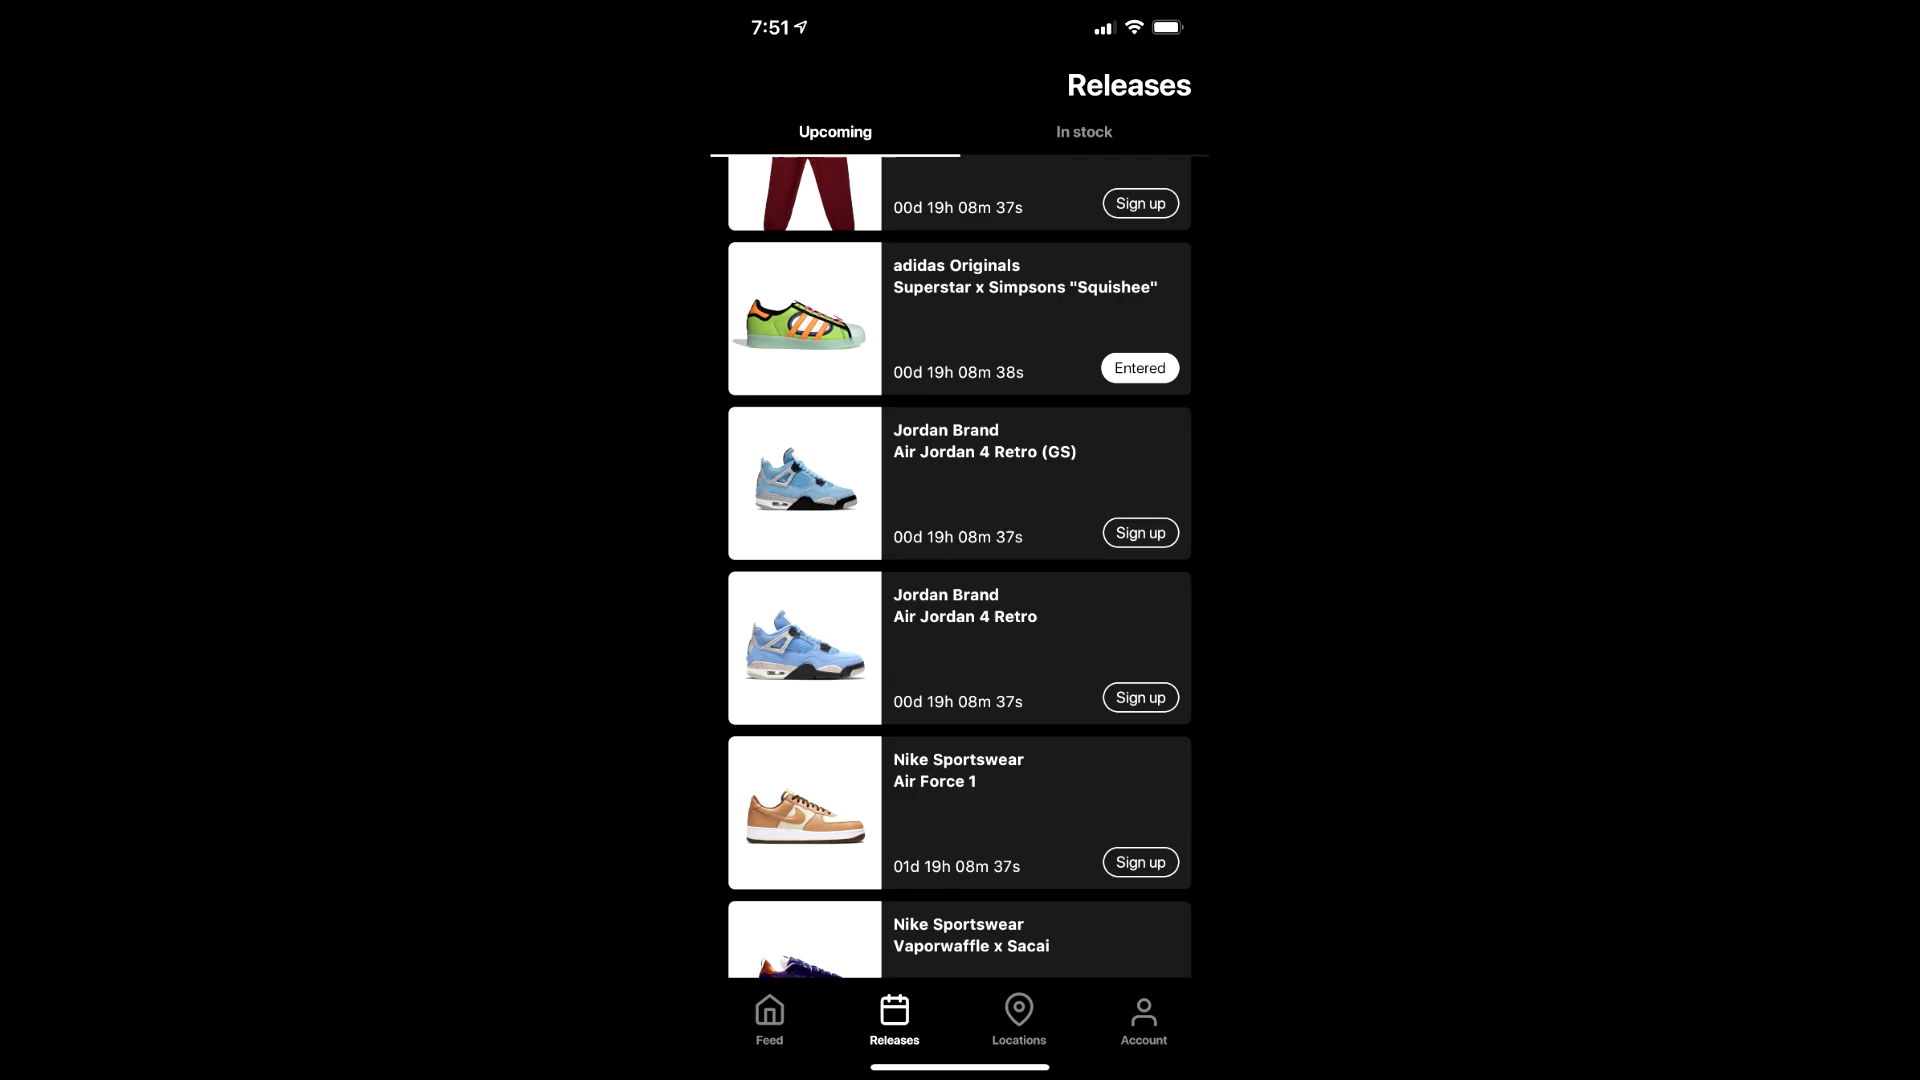 7:51
Releases
Upcoming
In stock
00d 19h 08m 37s
Sign up
adidas Originals
Superstar x Simpsons "Squishee"
00d 19h 08m 38s
Entered
Jordan Brand
Air Jordan 4 Retro (GS)
00d 19h 08m 37s
Sign up
Jordan Brand
Air Jordan 4 Retro
00d 19h 08m 37s
Sign up
Nike Sportswear
Air Force 1
01d 19h 08m 37s
Sign up
Nike Sportswear
Vaporwaffle x Sacai
Feed
Releases
Locations
Account